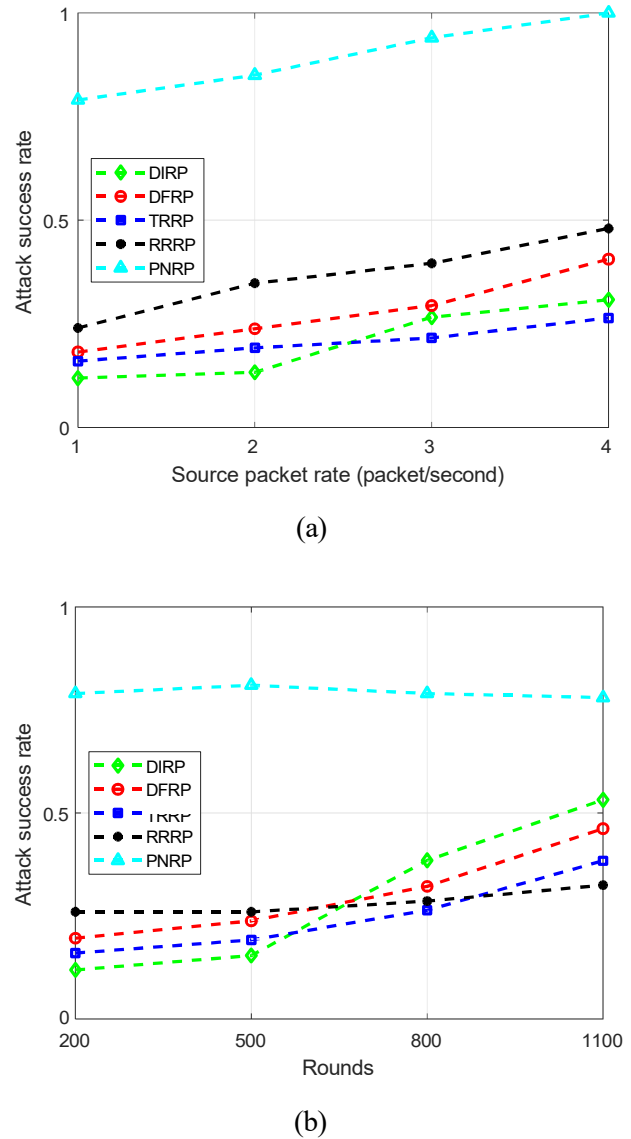 1
Attack success rate
DIRP
DFRP
0.5
TRRP
RRRP
PNRP
0
1
2
3
4
Source packet rate (packet/second)
(a)
1
Attack success rate
DIRP
DFRP
0.5
TRRP
RRRP
PNRP
0
200
500
800
1100
Rounds
(b)